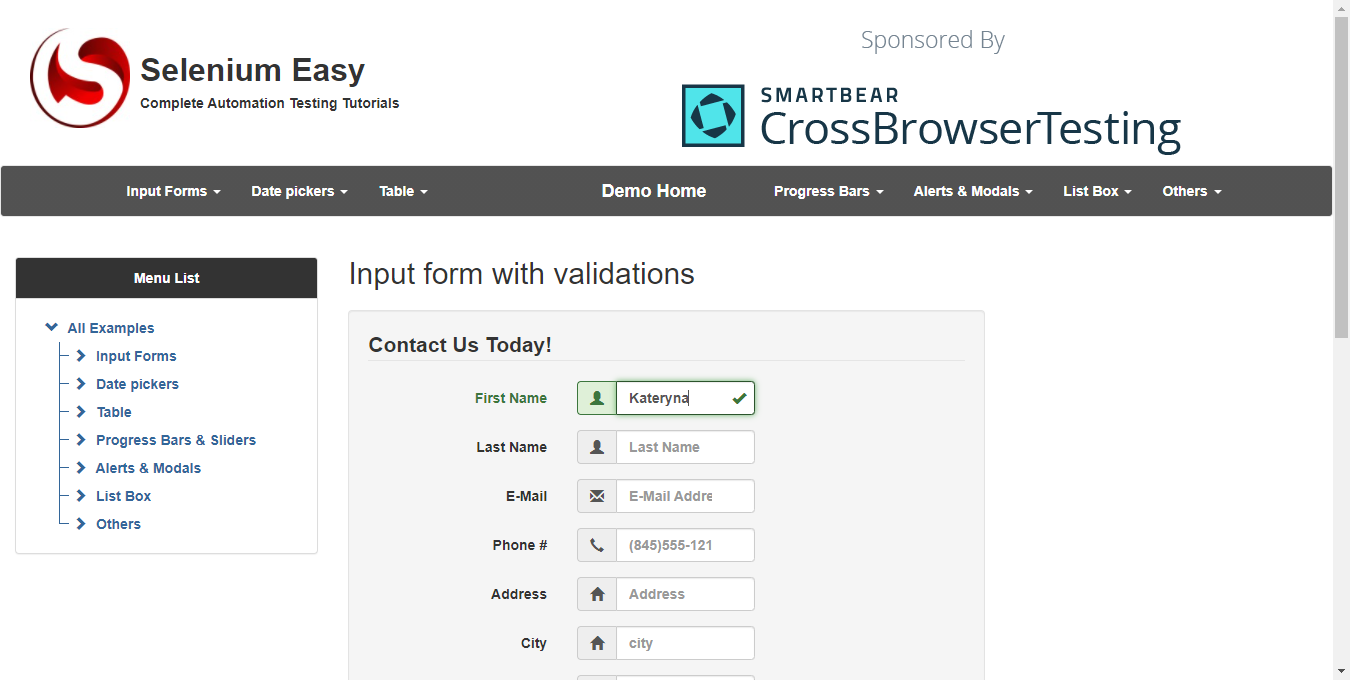 Selenium Easy
Complete Automation Testing Tutorials
Sponsored By
SMARTBEAR
CrossBrowserTesting
Input Forms Date pickers Table Demo Home Progress Bars Alerts & Modals List Box Others
Menu List
All Examples
Input Forms
Date pickers
Table
Progress Bars & Sliders
Alerts & Modals
List Box
Others
Input form with validations
Contact Us Today!
First Name Kateryna
Last Name Last Name
E-Mail E-Mail Addre
Phone # (845)555-121
Address Address
City city